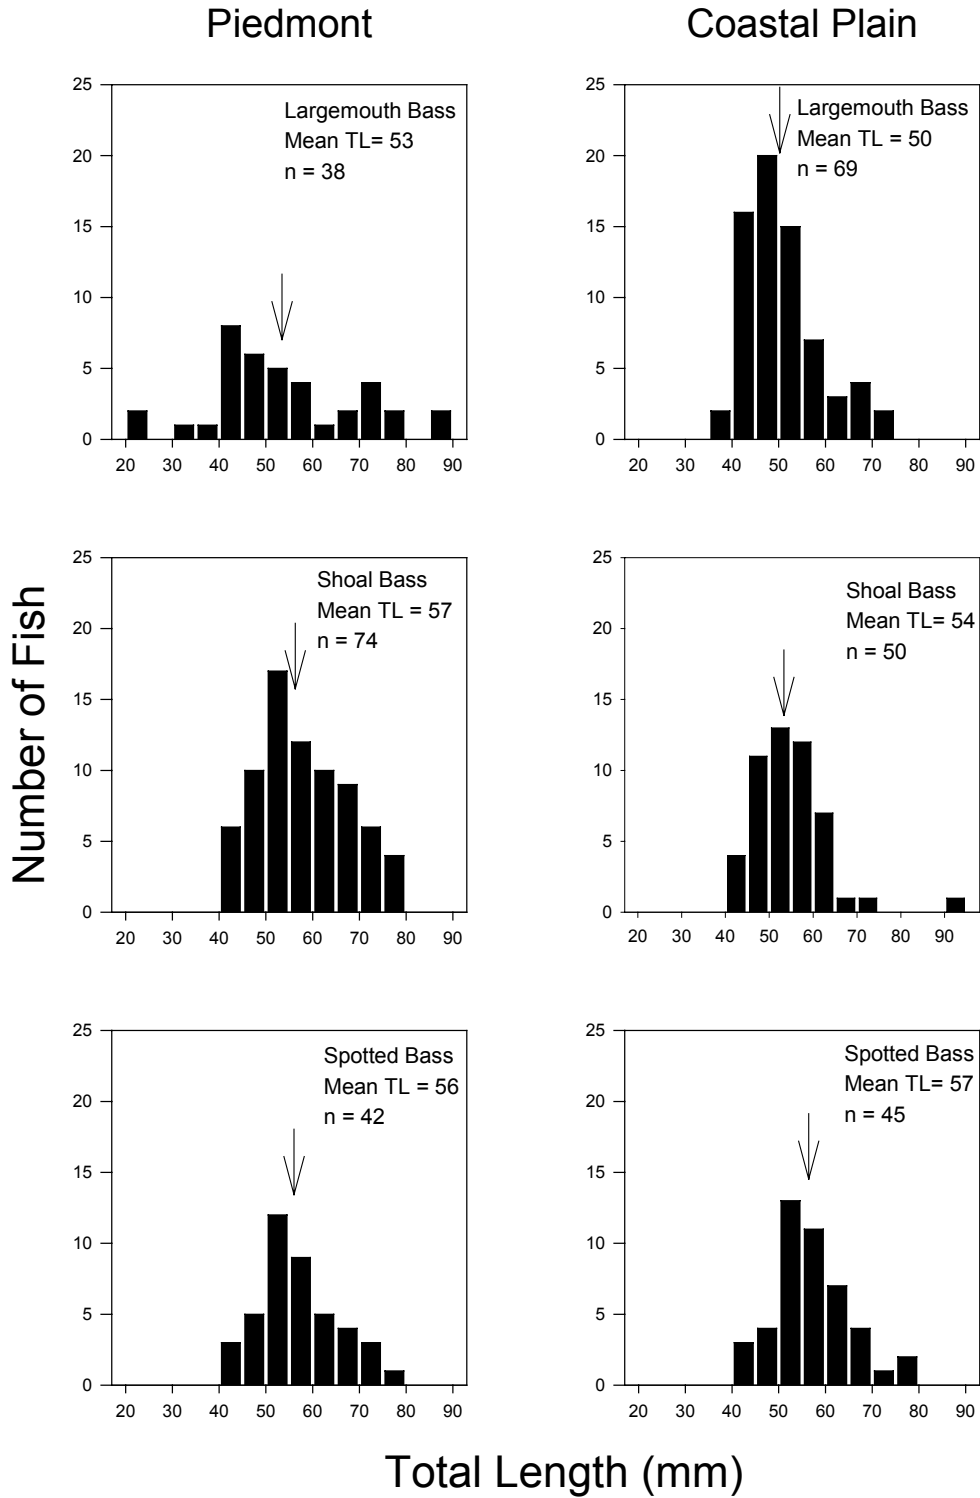 Piedmont
Coastal Plain
25
20
15
10
5
0
20 30 40 50 60 70 80 90
Largemouth Bass
Mean TL= 53
n = 38
25
20
15
10
5
0
20 30 40 50 60 70 80 90
Largemouth Bass
Mean TL = 50
n = 69
Number of Fish
25
20
15
10
5
0
20 30 40 50 60 70 80 90
Shoal Bass
Mean TL = 57
n = 74
25
20
15
10
5
0
20 30 40 50 60 70 80 90
Shoal Bass
Mean TL= 54
n = 50
25
20
15
10
5
0
20 30 40 50 60 70 80 90
Spotted Bass
Mean TL = 56
n = 42
25
20
15
10
5
0
20 30 40 50 60 70 80 90
Spotted Bass
Mean TL= 57
n = 45
Total Length (mm)